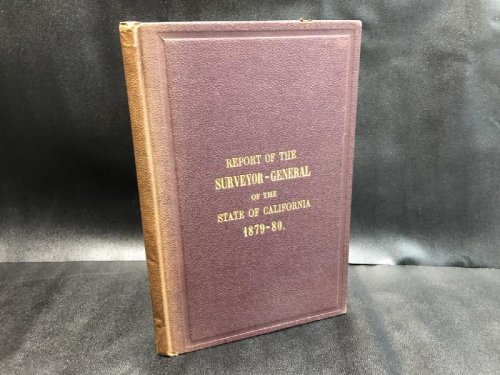 REPORT OF THE
SURVEYOR-GENERAL
OF THE
STATE OF CALIFORNIA
1879-80.